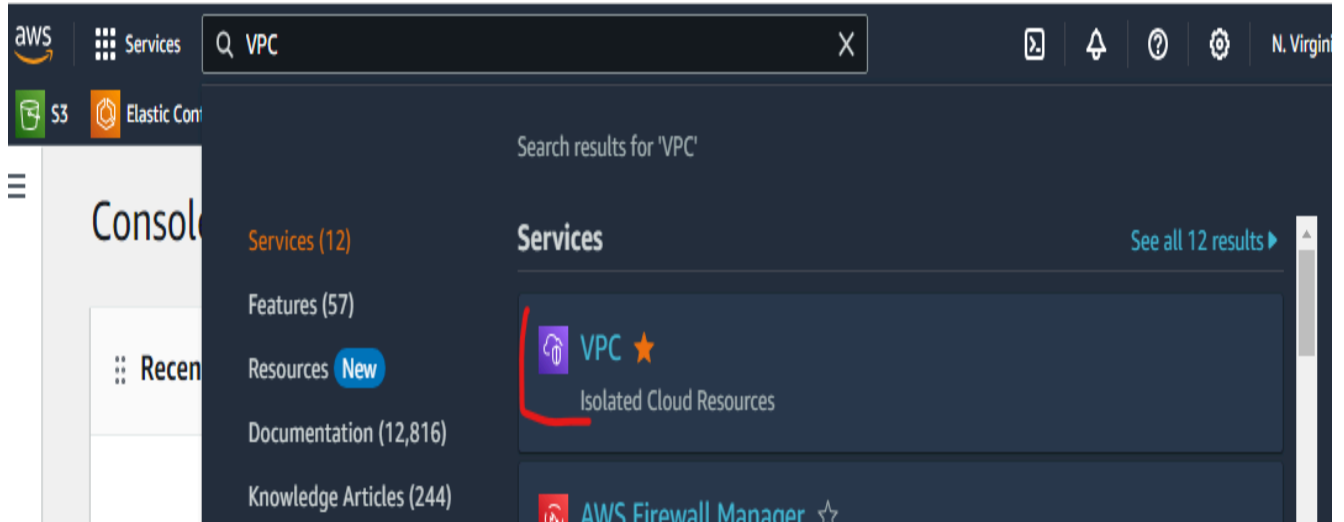 aws Services VPC N. Virgini
S3 Elastic Con
Search results for 'VPC'
Consol
Services (12)
Services See all 12 results
Features (57)
VPC
Recen
Resources New
Isolated Cloud Resources
Documentation (12,816)
Knowledge Articles (244)
AWS Firewall Manager